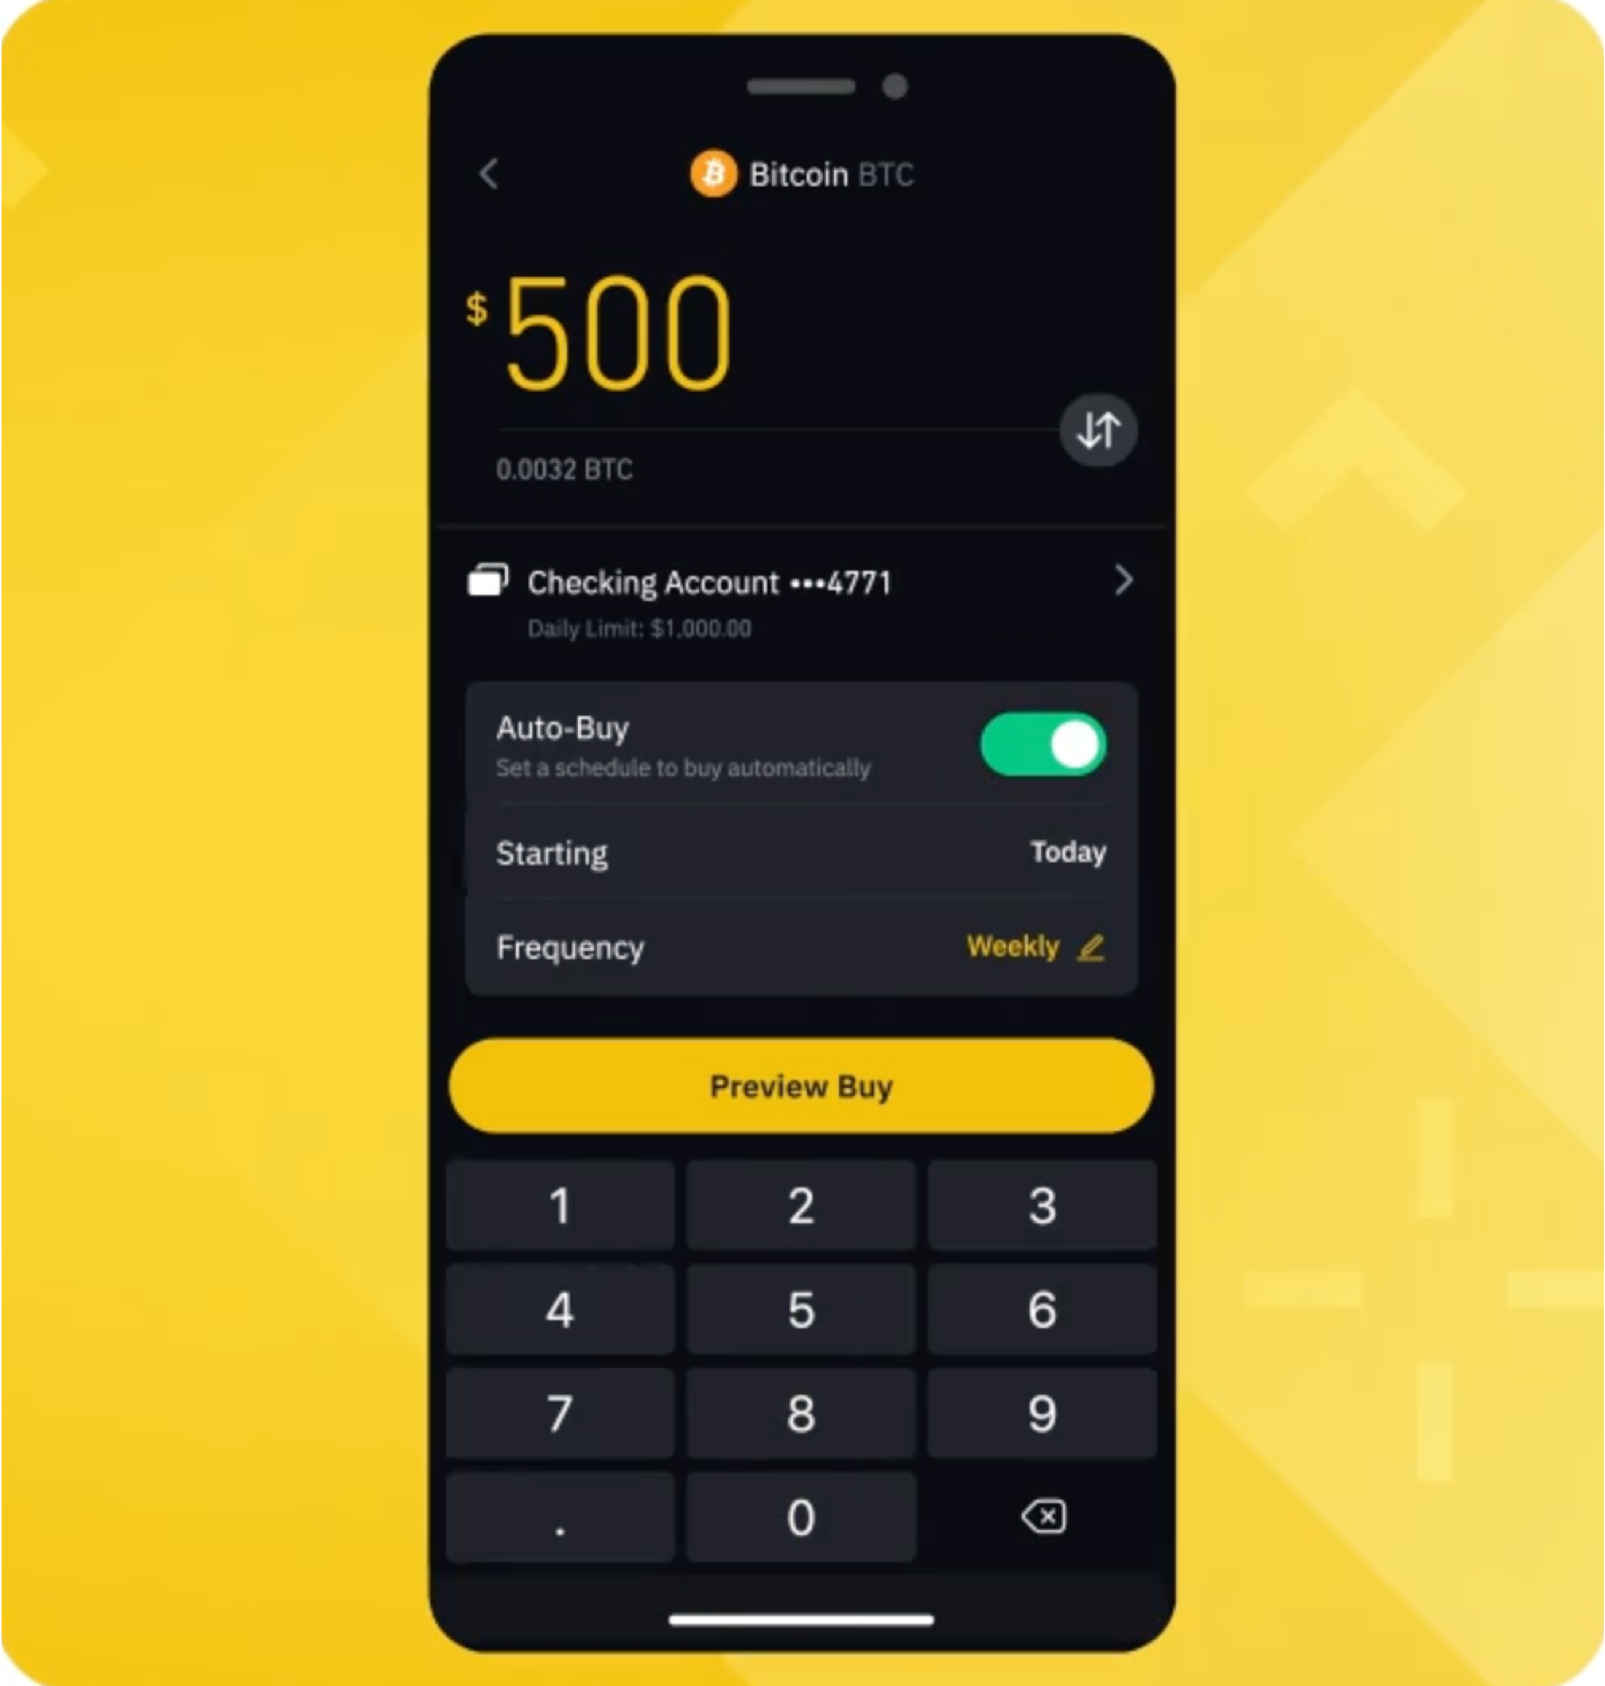 Bitcoin BTC
$ 500
0.0032 BTC
Checking Account •••4771
Daily Limit: $1,000.00
Auto-Buy
Set a schedule to buy automatically
Starting Today
Frequency Weekly
Preview Buy
1 2 3
4 5 6
7 8 9
. 0